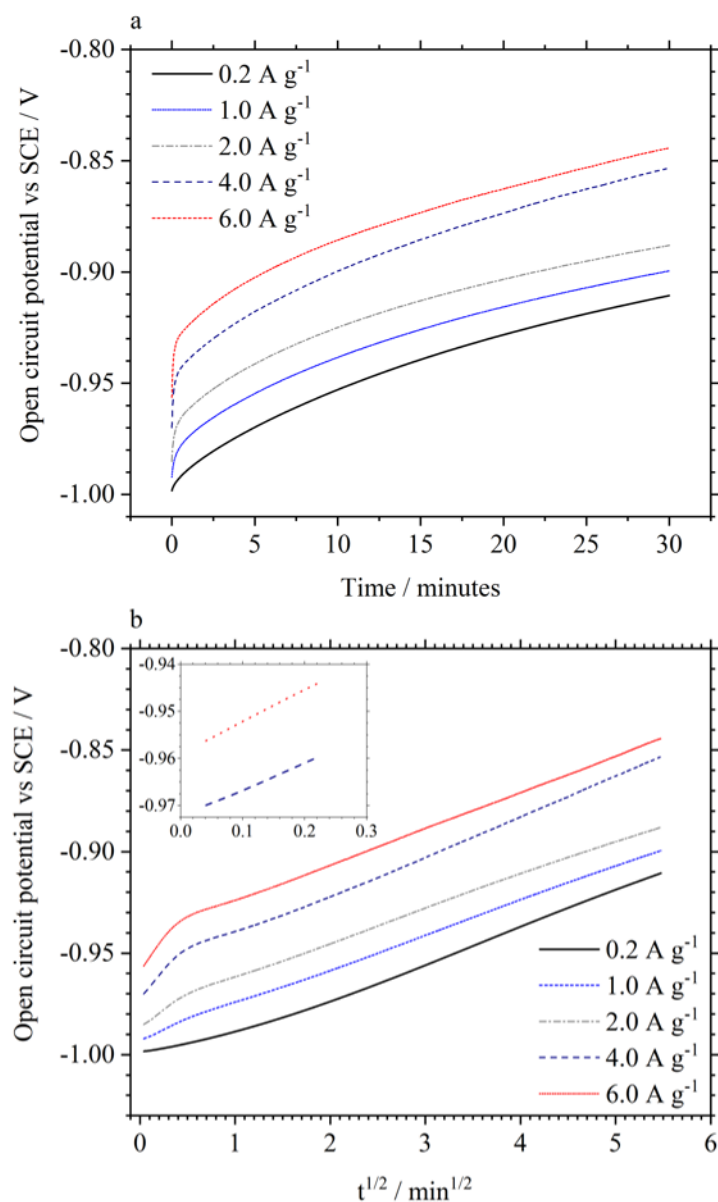 a
-0.80
-0.85
-0.90
-0.95
-1.00
Open circuit potential vs SCE / V
0.2 A g-1
1.0 A g-1
2.0 A g-1
4.0 A g-1
6.0 A g-1
0 5 10 15 20 25 30
Time / minutes
b
-0.80
-0.85
-0.90
-0.95
-1.00
Open circuit potential vs SCE / V
-0.94
-0.95
-0.96
-0.97
0.0 0.1 0.2 0.3
0.2 A g-1
1.0 A g-1
2.0 A g-1
4.0 A g-1
6.0 A g-1
0 1 2 3 4 5 6
t1/2 / min1/2